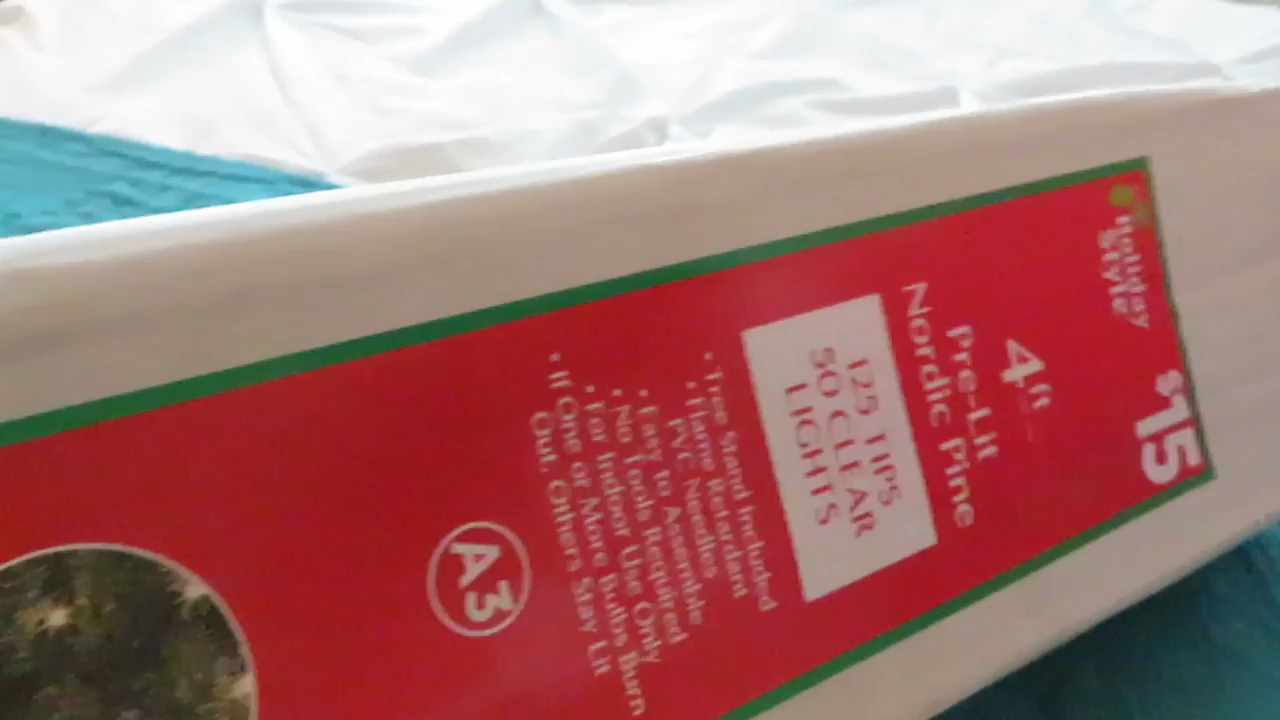 Holiday
Style
$15
4ft
Pre-Lit
Nordic Pine
125 TIPS
50 CLEAR
LIGHTS
• Tree Stand Included
• Flame Retardant
PVC Needles
• Easy to Assemble
• No Tools Required
• For Indoor Use Only
• If One or More Bulbs Burn
Out, Others Stay Lit
A3